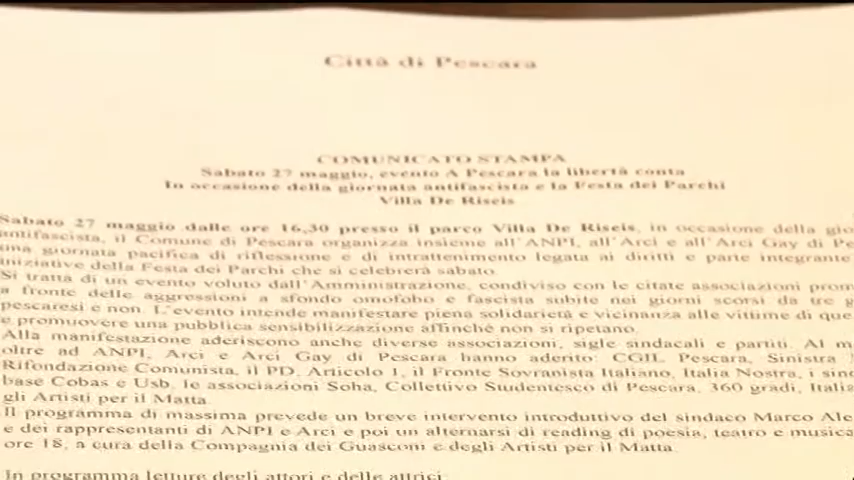 Città di Pescara
COMUNICATO STAMPA
Sabato 27 maggio, evento A Pescara la libertà conta
In occasione della giornata antifascista e la Festa dei Parchi
Villa De Riseis
Sabato 27 maggio dalle ore 16,30 presso il parco Villa De Riseis, in occasione della
antifascista, il Comune di Pescara organizza insieme all'ANPI, all'Arci e all'Arci Gay di
una giornata pacifica di riflessione e di intrattenimento legata ai diritti e parte integrante
iniziative della Festa dei Parchi che si celebrerà sabato.
Si tratta di un evento voluto dall'Amministrazione, condiviso con le citate associazioni
a fronte delle aggressioni a sfondo omofobo e fascista subite nei giorni scorsi da tre
pescaresi e non. L'evento intende manifestare piena solidarietà e vicinanza alle vittime di
e promuovere una pubblica sensibilizzazione affinché non si ripetano.
Alla manifestazione aderiscono anche diverse associazioni, sigle sindacali e partiti. Al
oltre ad ANPI, Arci e Arci Gay di Pescara hanno aderito: CGIL Pescara, Sinistra
Rifondazione Comunista, il PD, Articolo 1, il Fronte Sovranista Italiano, Italia Nostra, i
base Cobas e Usb, le associazioni Soha, Collettivo Studentesco di Pescara, 360 gradi,
gli Artisti per il Matta.
Il programma di massima prevede un breve intervento introduttivo del sindaco Marco
e dei rappresentanti di ANPI e Arci e poi un alternarsi di reading di poesia, teatro e
ore 18, a cura della Compagnia dei Guasconi e degli Artisti per il Matta.
In programma letture degli attori e delle attrici: